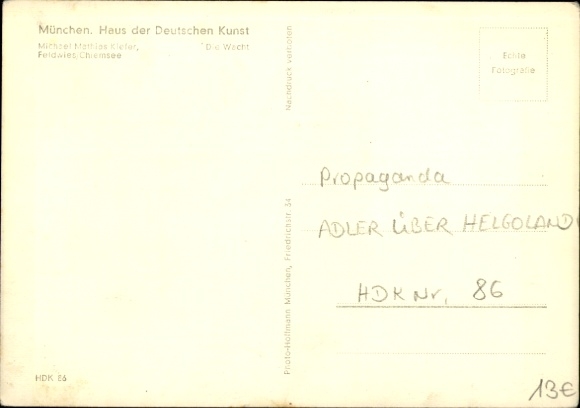 München. Haus der Deutschen Kunst
Michael Mathias Kiefer, "Die Wacht
Feldwies/Chiemsee
Nachdruck verboten
Echte
Fotografie
Propaganda
ADLER ÜBER HELGOLAND
HDK Nr. 86
Photo-Hoffmann München, Friedrichstr. 34
HDK 86
13€